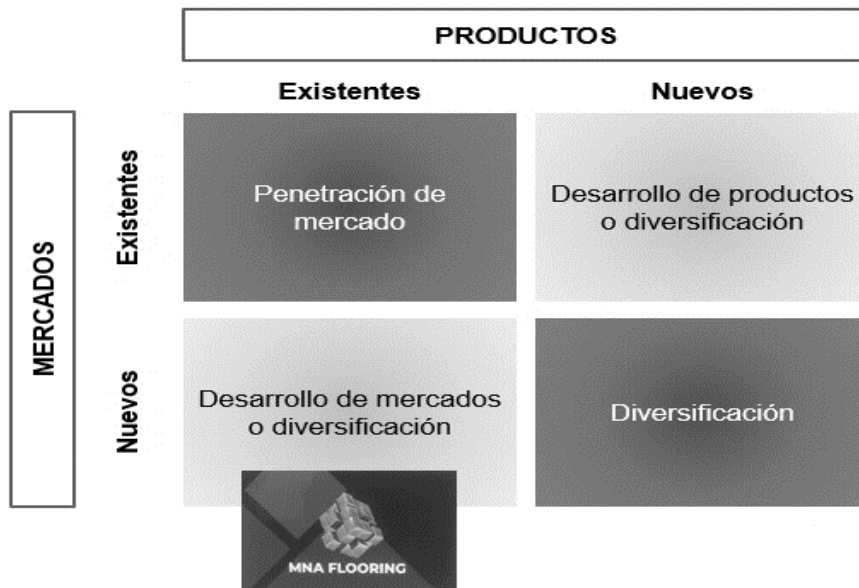 PRODUCTOS
Existentes
Nuevos
MERCADOS
Existentes
Penetración de
mercado
Desarrollo de productos
o diversificación
Nuevos
Desarrollo de mercados
o diversificación
Diversificación
MNA FLOORING